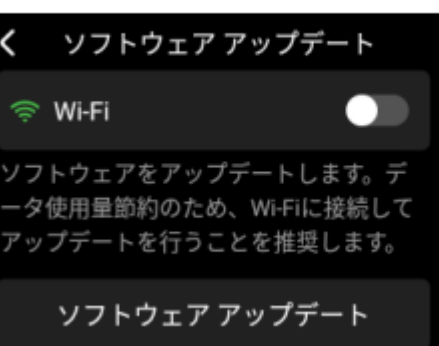 ソフトウェア アップデート
Wi-Fi
ソフトウェアをアップデートします。デ
ータ使用量節約のため、Wi-Fiに接続して
アップデートを行うことを推奨します。
ソフトウェア アップデート